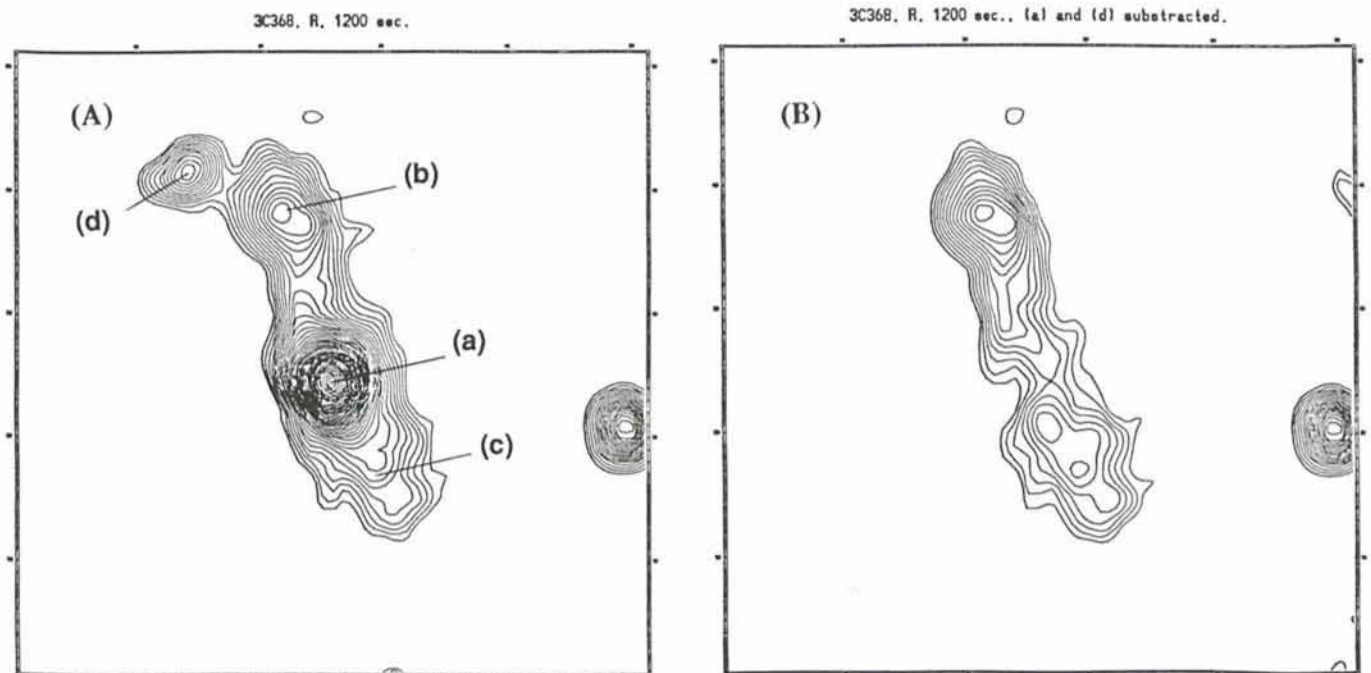 3C368, R, 1200 sec.
3C368, R, 1200 sec., (a) and (d) substracted.
(A)
(b)
(d)
(a)
(c)
(B)